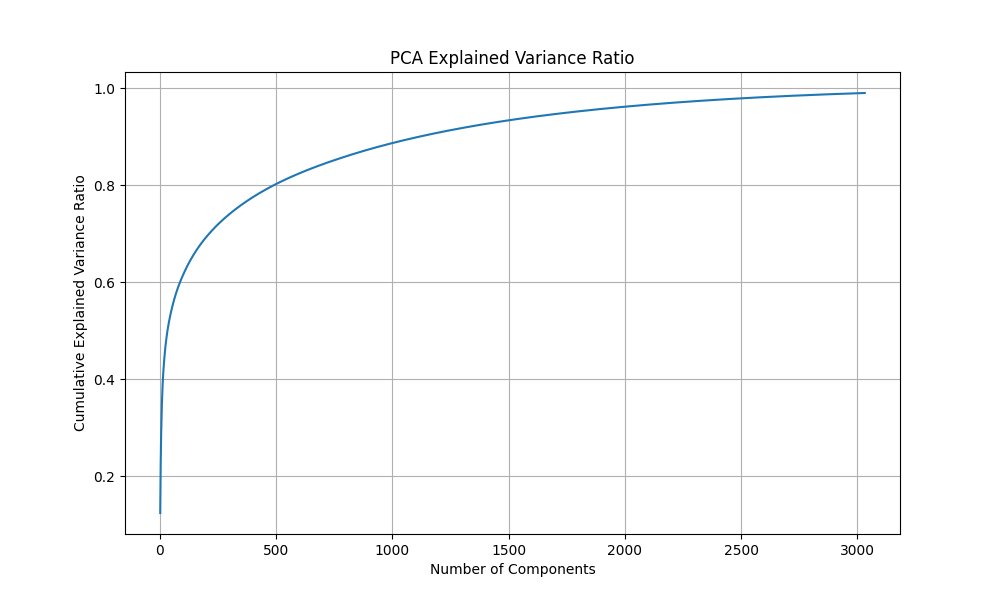 PCA Explained Variance Ratio
1.0
0.8
0.6
0.4
0.2
Cumulative Explained Variance Ratio
0 500 1000 1500 2000 2500 3000
Number of Components